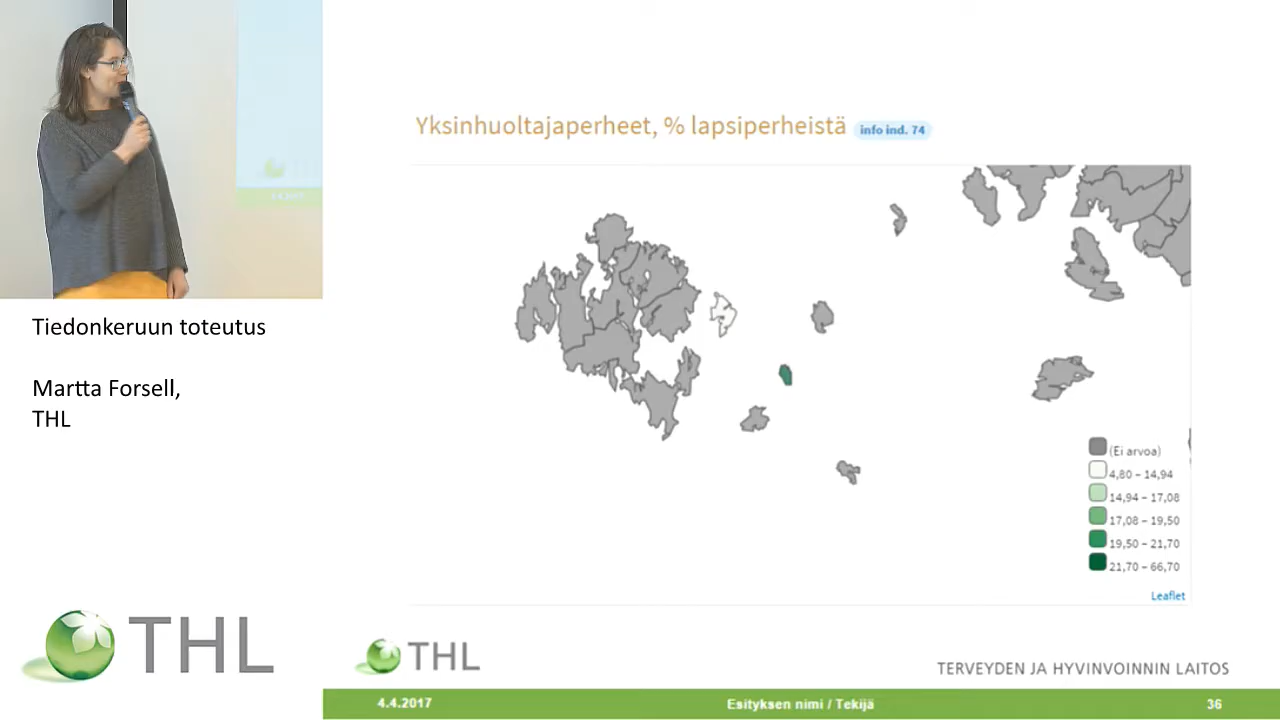 Yksinhuoltajaperheet, % lapsiperheistä info ind. 74
(Ei arvoa)
4,80 – 14,94
14,94 – 17,08
17,08 – 19,50
19,50 – 21,70
21,70 – 66,70
Leaflet
Tiedonkeruun toteutus
Martta Forsell,
THL
THL
THL
TERVEYDEN JA HYVINVOINNIN LAITOS
4.4.2017
Esityksen nimi / Tekijä
36